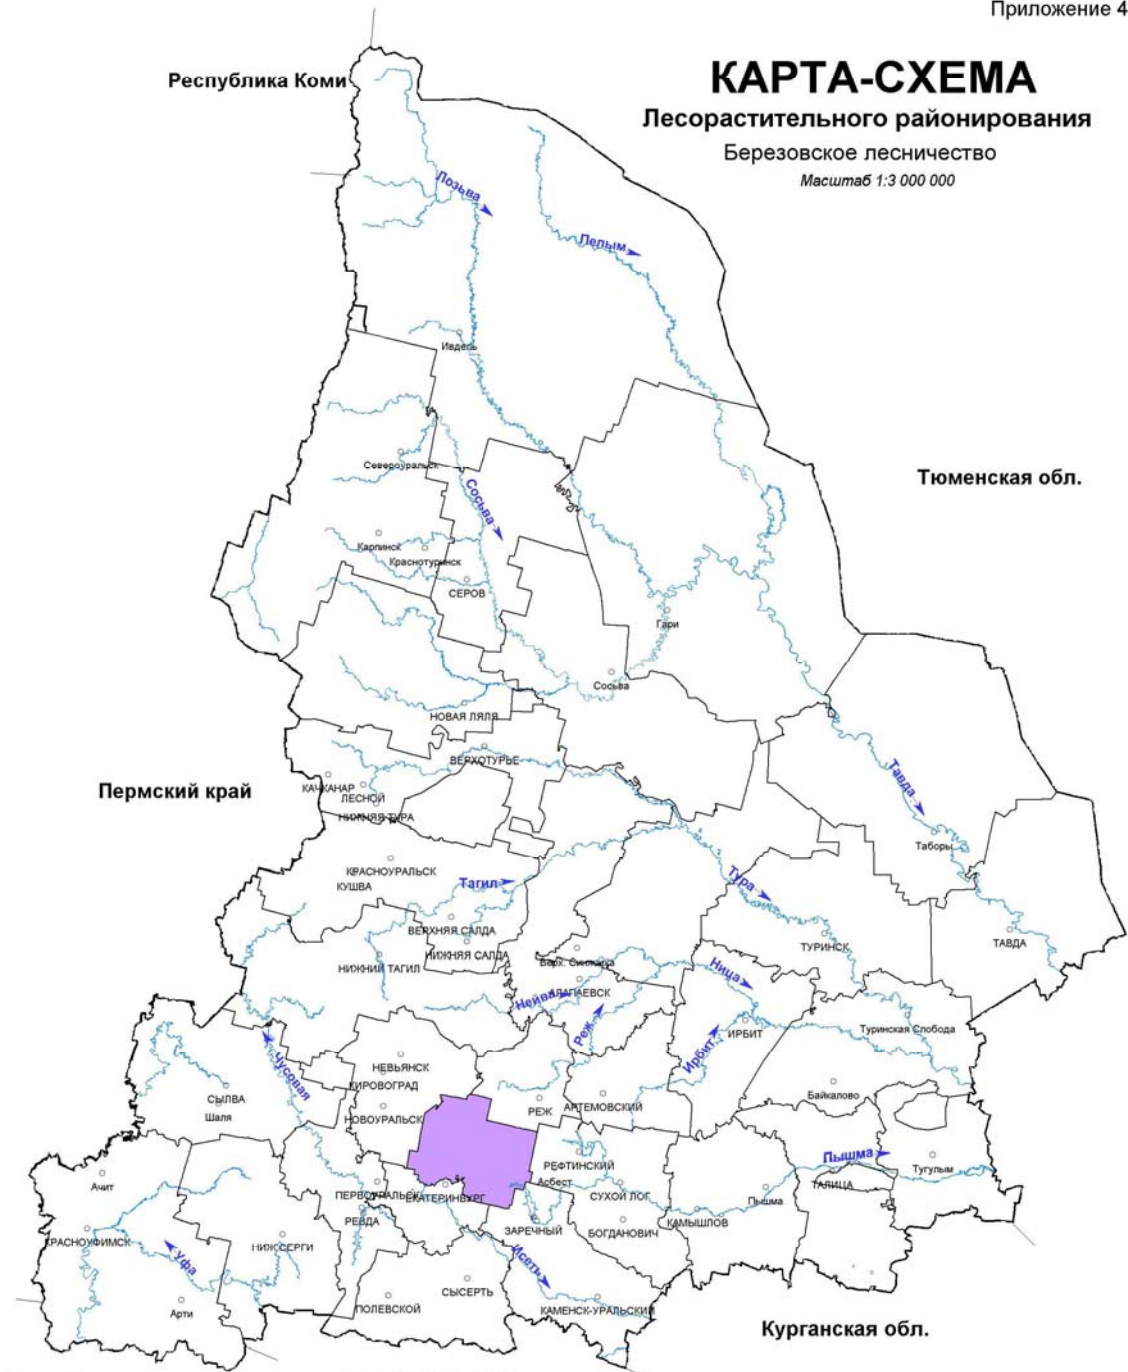 Приложение 4
Республика Коми
КАРТА-СХЕМА
Лесорастительного районирования
Березовское лесничество
Масштаб 1:3 000 000
Лозьва
Пелым
Ивдель
Североуральск
Сосьва
Тюменская обл.
Карпинск
Краснотурьинск
СЕРОВ
Гари
Сосьва
НОВАЯ ЛЯЛЯ
ВЕРХОТУРЬЕ
Пермский край
КАЧКАНАР
ЛЕСНОЙ
НИЖНЯЯ ТУРА
Тавда
Таборы
КРАСНОУРАЛЬСК
КУШВА
Тагил
Тура
ВЕРХНЯЯ САЛДА
НИЖНЯЯ САЛДА
ТУРИНСК
ТАВДА
НИЖНИЙ ТАГИЛ
Верх. Синячиха
Ница
Нейва
АЛАПАЕВСК
Реж
ИРБИТ
Ирбит
Туринская Слобода
Чусовая
НЕВЬЯНСК
КИРОВОГРАД
СЫЛВА
Шаля
НОВОУРАЛЬСК
РЕЖ
АРТЕМОВСКИЙ
Байкалово
Ачит
РЕФТИНСКИЙ
Асбест
Пышма
Тугулым
ТАЛИЦА
ПЕРВОУРАЛЬСК
ЕКАТЕРИНБУРГ
СУХОЙ ЛОГ
Пышма
РЕВДА
ЗАРЕЧНЫЙ
БОГДАНОВИЧ
КАМЫШЛОВ
КРАСНОУФИМСК
НИЖ.СЕРГИ
Уфа
Исеть
Арти
СЫСЕРТЬ
ПОЛЕВСКОЙ
КАМЕНСК-УРАЛЬСКИЙ
Курганская обл.